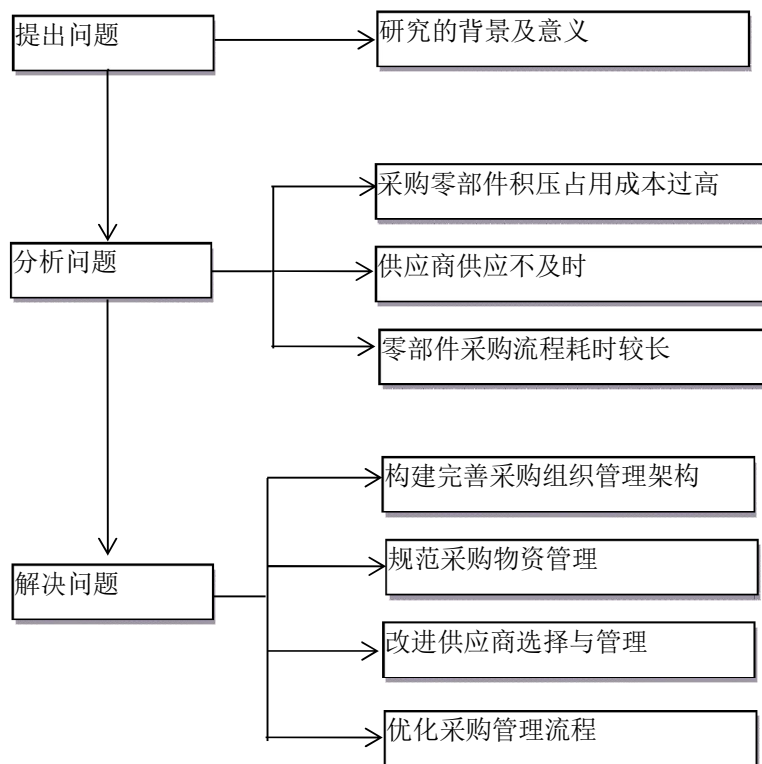 提出问题
研究的背景及意义
采购零部件积压占用成本过高
分析问题
供应商供应不及时
零部件采购流程耗时较长
构建完善采购组织管理架构
规范采购物资管理
解决问题
改进供应商选择与管理
优化采购管理流程